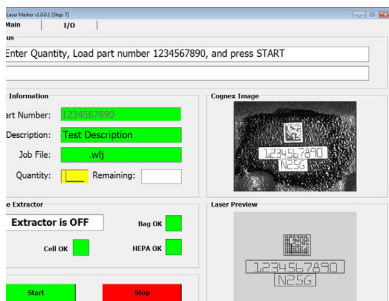 Laser Marker v1.0.0.1 [Step: 7]
Main I/O
us
Enter Quantity, Load part number 1234567890, and press START
Information
art Number: 1234567890
Description: Test Description
Job File: .wlj
Quantity: Remaining:
Cognex Image
1234567890
N25G
e Extractor
Extractor is OFF Bag OK
Cell OK HEPA OK
Laser Preview
1234567890
N25G
Start Stop